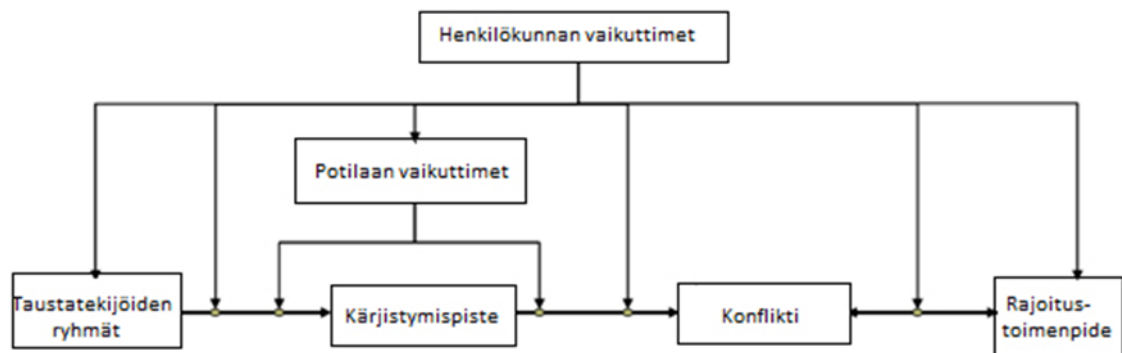 Henkilökunnan vaikuttimet
Potilaan vaikuttimet
Taustatekijöiden
ryhmät
Kärjistymispiste
Konflikti
Rajoitus-
toimenpide